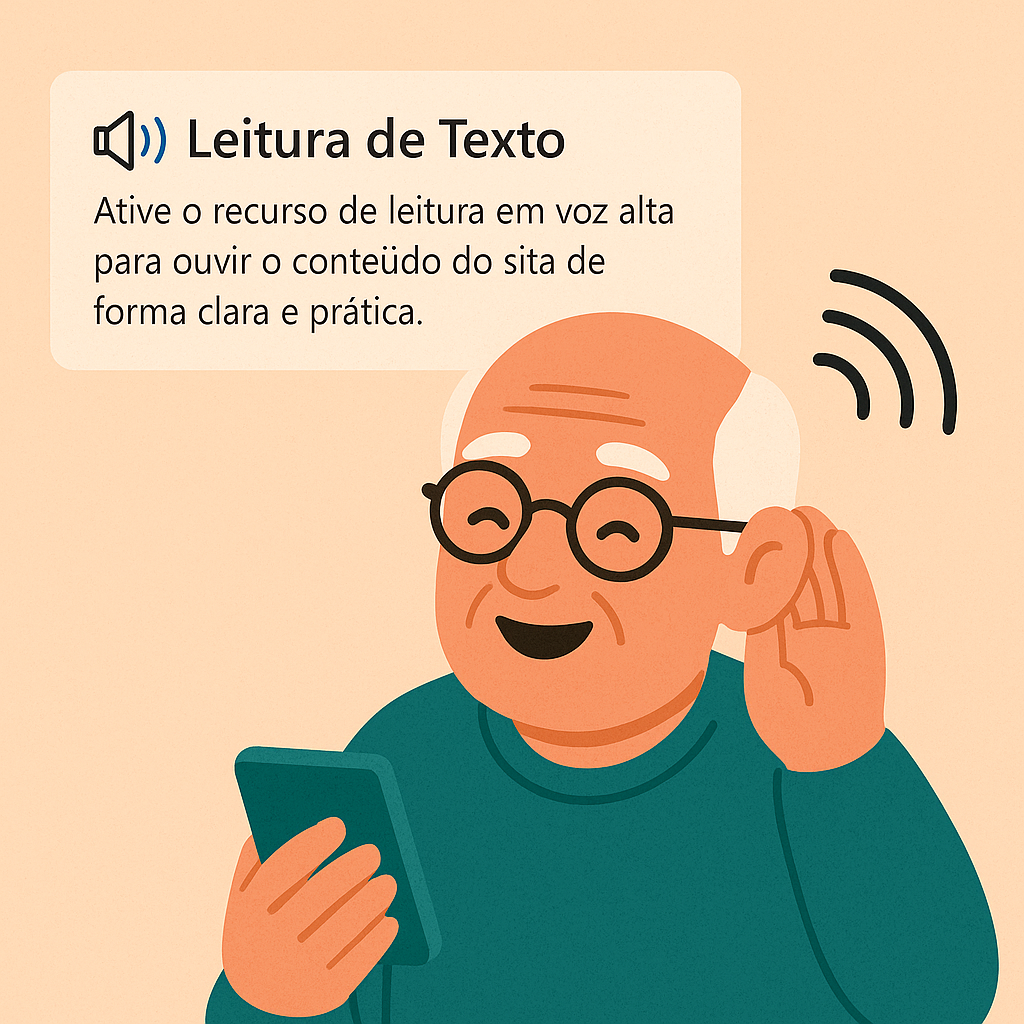 Leitura de Texto
Ative o recurso de leitura em voz alta
para ouvir o conteüdo do sita de
forma clara e prática.